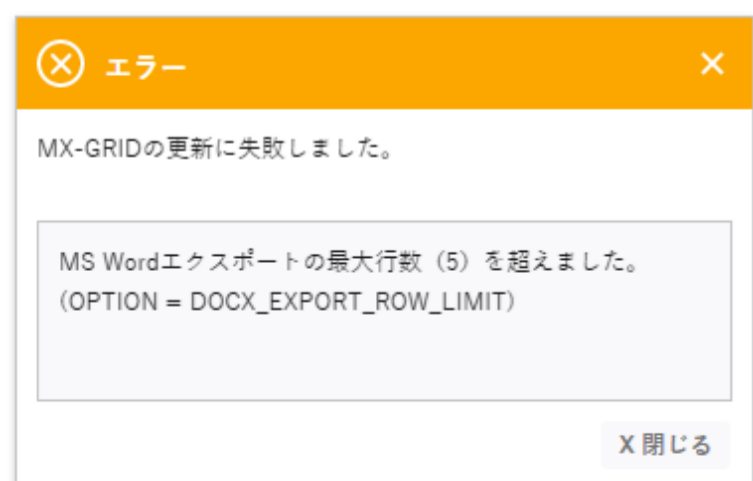 エラー
MX-GRIDの更新に失敗しました。
MS Wordエクスポートの最大行数（5）を超えました。
(OPTION = DOCX_EXPORT_ROW_LIMIT)
X 閉じる